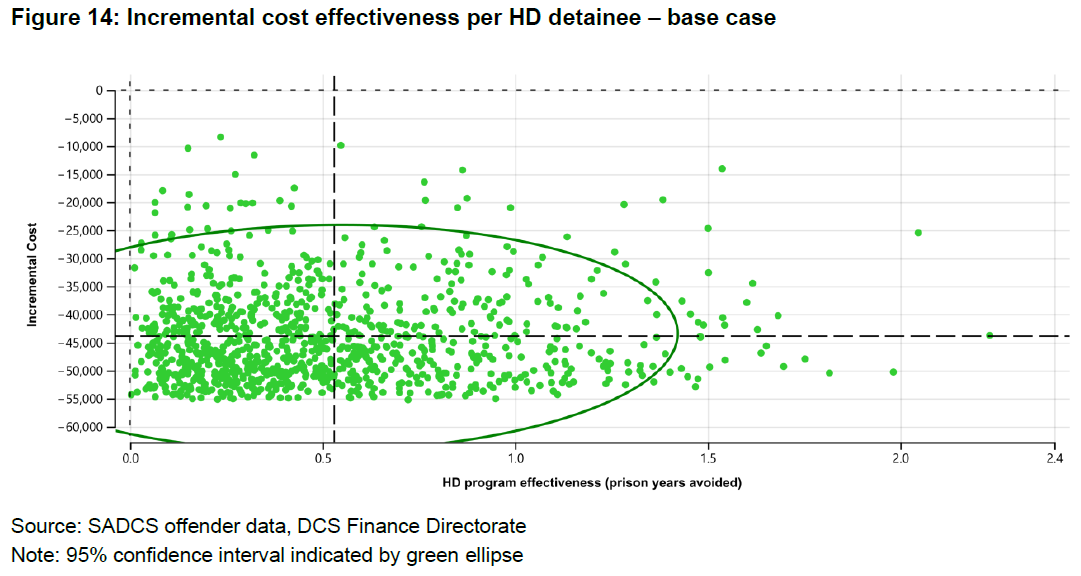 Figure 14: Incremental cost effectiveness per HD detainee – base case
0
−5,000
−10,000
−15,000
−20,000
−25,000
−30,000
−35,000
−40,000
−45,000
−50,000
−55,000
−60,000
Incremental Cost
0.0 0.5 1.0 1.5 2.0 2.4
HD program effectiveness (prison years avoided)
Source: SADCS offender data, DCS Finance Directorate
Note: 95% confidence interval indicated by green ellipse